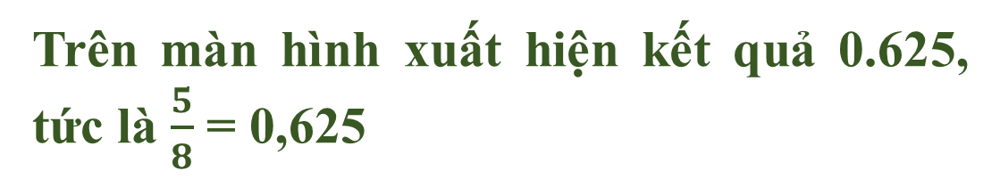 Trên màn hình xuất hiện kết quả 0.625,
tức là 5/8 = 0,625